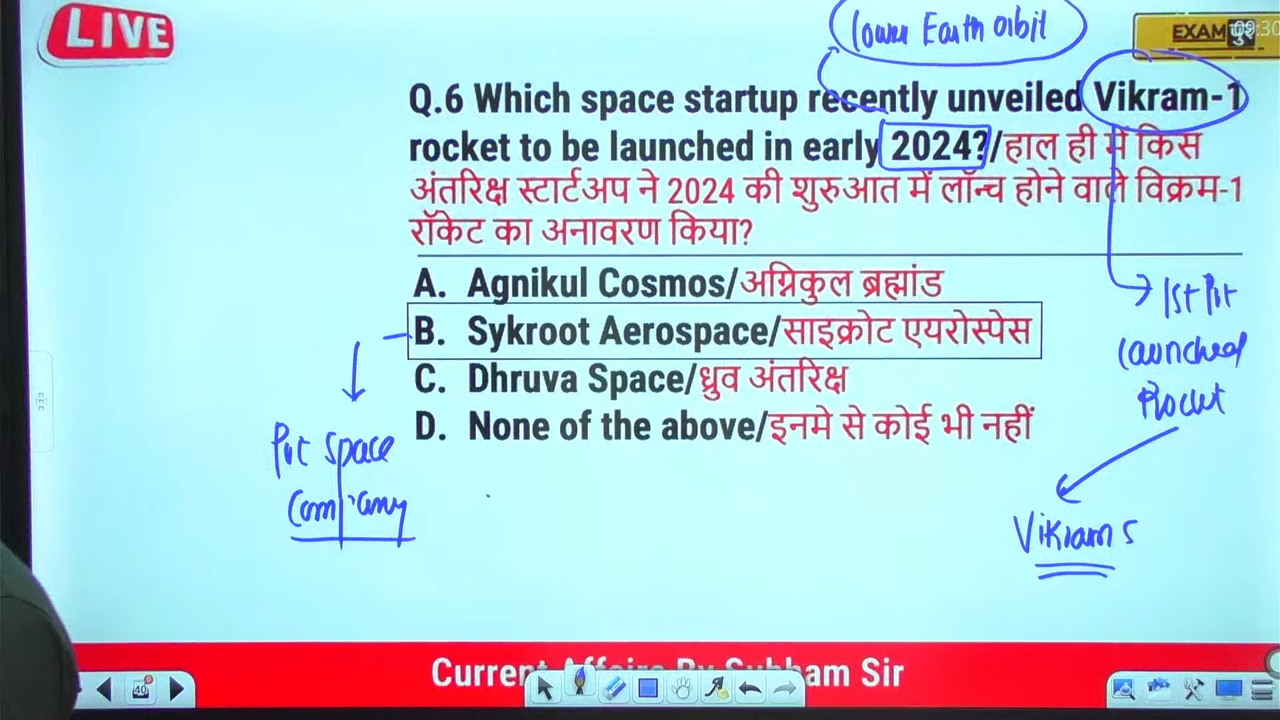 LIVE
lower Earth orbit
EXAM पुर
09:30
Q.6 Which space startup recently unveiled Vikram-1
rocket to be launched in early 2024?/हाल ही में किस
अंतरिक्ष स्टार्टअप ने 2024 की शुरुआत में लॉन्च होने वाले विक्रम-1
रॉकेट का अनावरण किया?
A. Agnikul Cosmos/अग्निकुल ब्रह्मांड
B. Sykroot Aerospace/साइक्रोट एयरोस्पेस
C. Dhruva Space/ध्रुव अंतरिक्ष
D. None of the above/इनमे से कोई भी नहीं
1st Pvt
Launched
Rocket
Vikram S
Pvt Space
Company
Current Affairs By Subham Sir
40